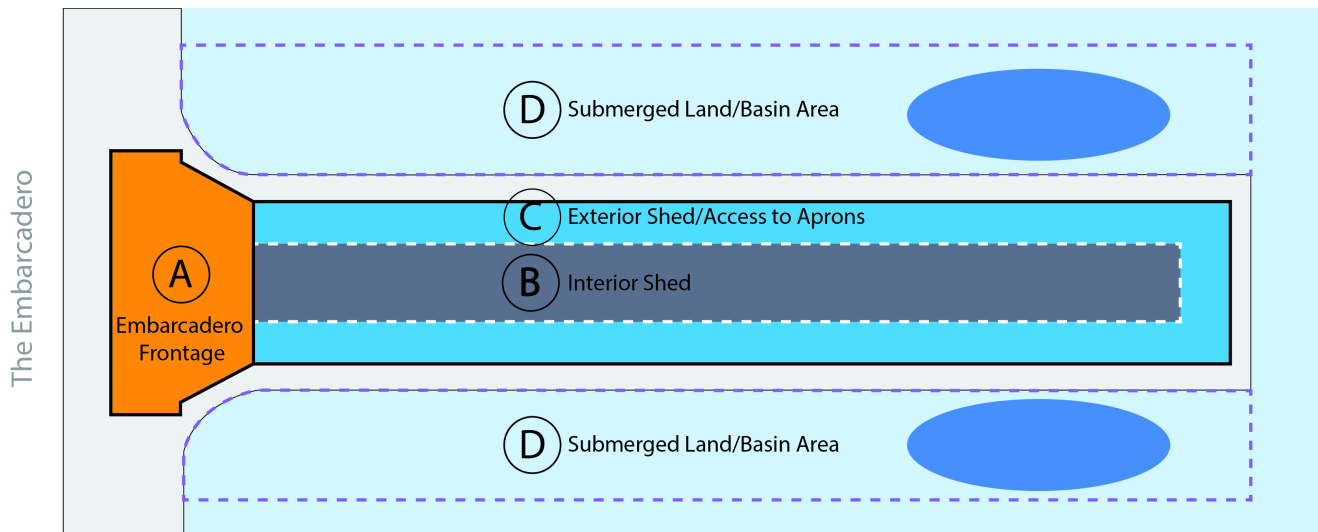 D Submerged Land/Basin Area
C Exterior Shed/Access to Aprons
The Embarcadero
A
Embarcadero
Frontage
B Interior Shed
D Submerged Land/Basin Area